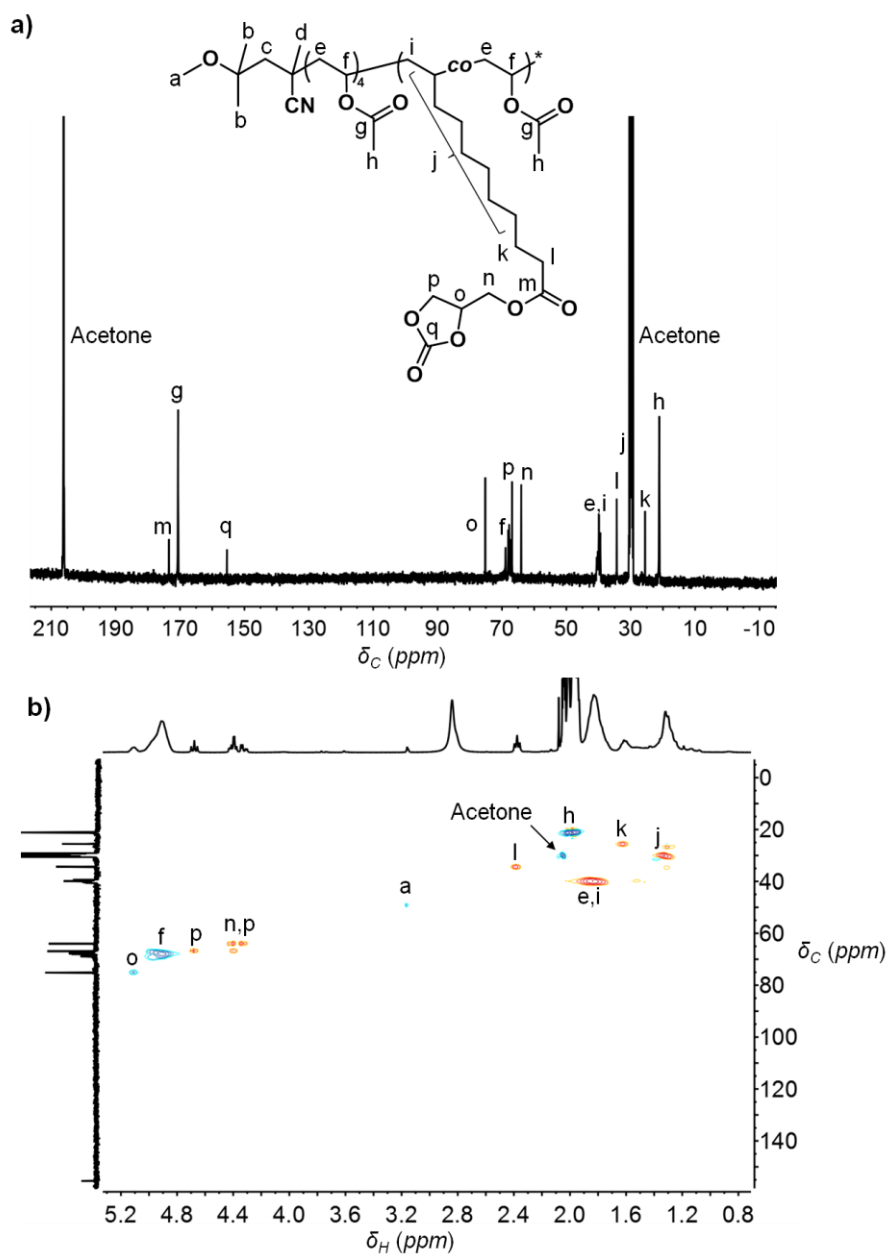 a)
b
d
c
e
f
i
e
f
*
a
O
co
4
CN
O
O
O
O
b
g
g
h
j
h
k
l
n
p
m
o
O
O
O
q
O
O
Acetone
Acetone
g
h
j
p
n
l
m
q
o
f
e,i
k
210 190 170 150 130 110 90 70 50 30 10 -10
δC (ppm)
b)
0
Acetone
h
k
j
20
l
a
e,i
40
f
p
n,p
60
o
δC (ppm)
80
100
120
140
5.2 4.8 4.4 4.0 3.6 3.2 2.8 2.4 2.0 1.6 1.2 0.8
δH (ppm)